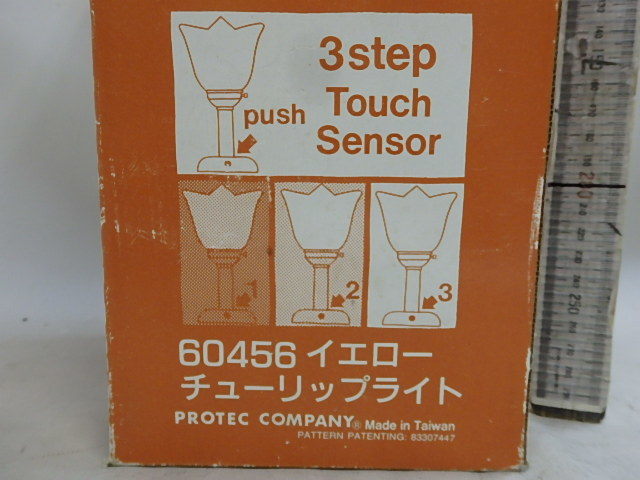 3step
push
Touch
Sensor
1
2
3
60456 イエロー
チューリップライト
PROTEC COMPANY® Made in Taiwan
PATTERN PATENTING: 83307447